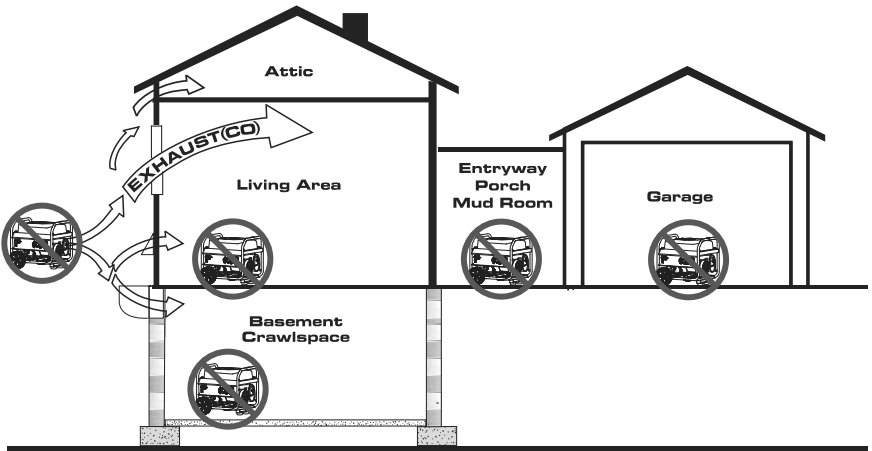 Attic
EXHAUST(CO)
Living Area
Entryway
Porch
Mud Room
Garage
Basement
Crawlspace